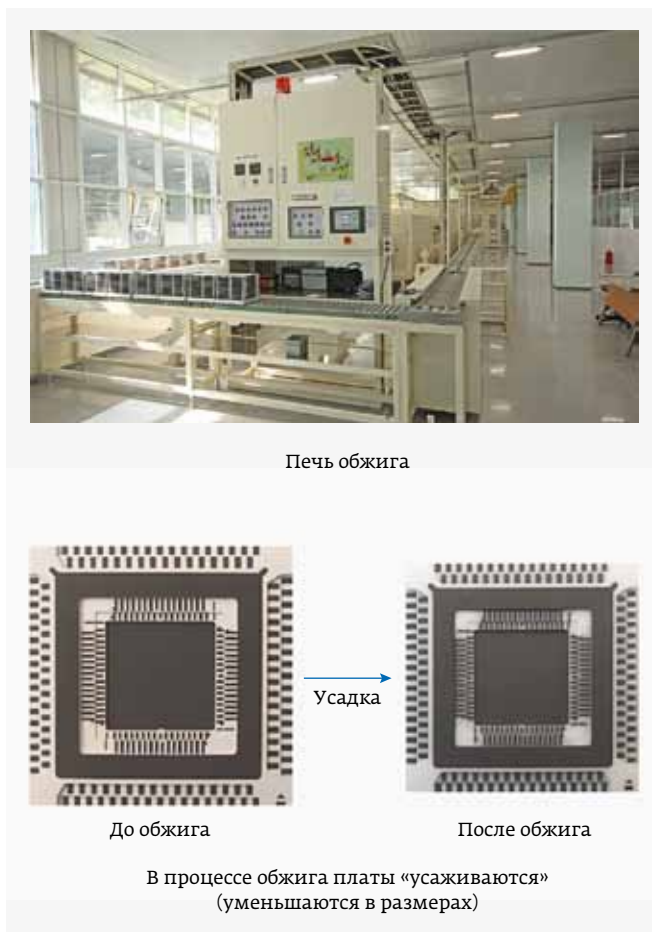 Печь обжига
Усадка
До обжига
После обжига
В процессе обжига платы «усаживаются»
(уменьшаются в размерах)